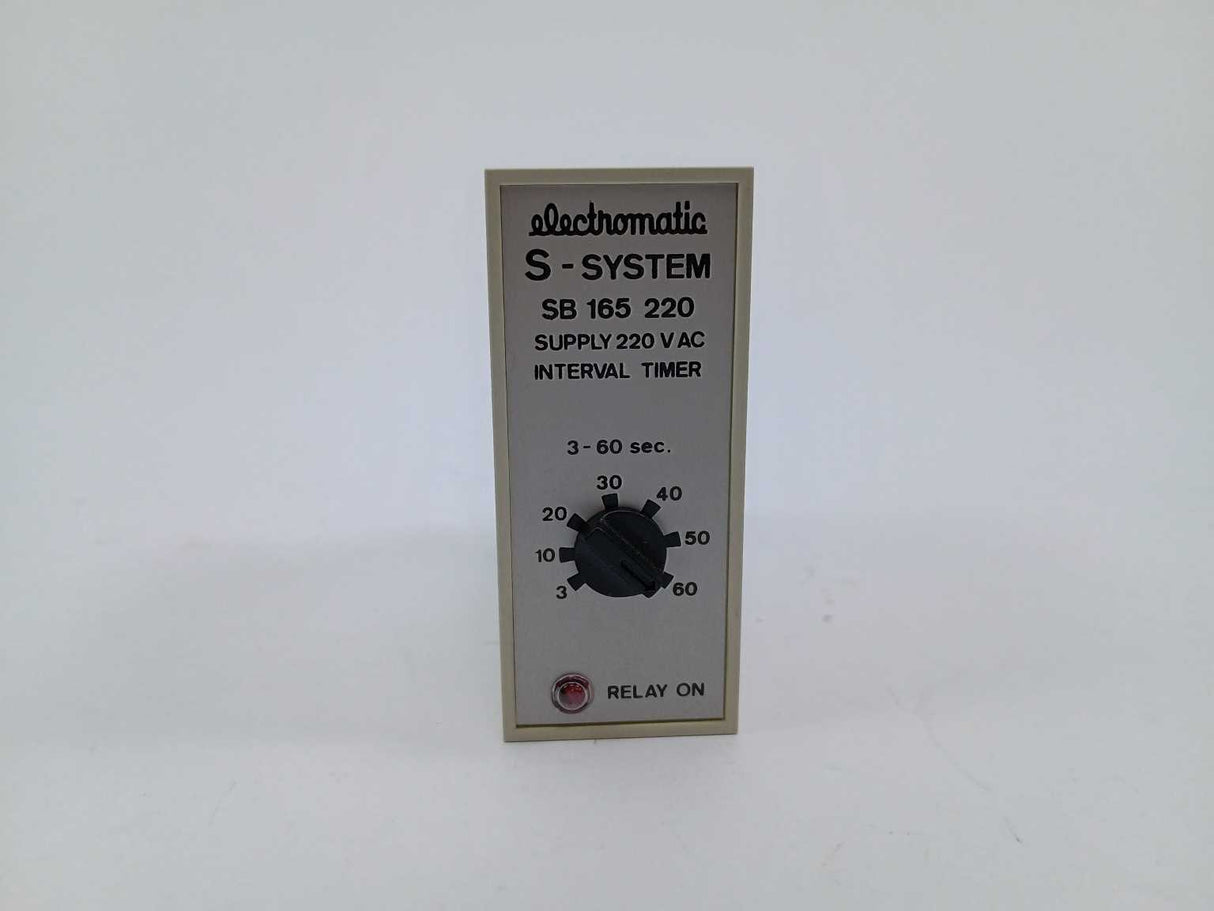 electromatic
S - SYSTEM
SB 165 220
SUPPLY 220 V AC
INTERVAL TIMER
3 - 60 sec.
30
20 40
10 50
3 60
RELAY ON